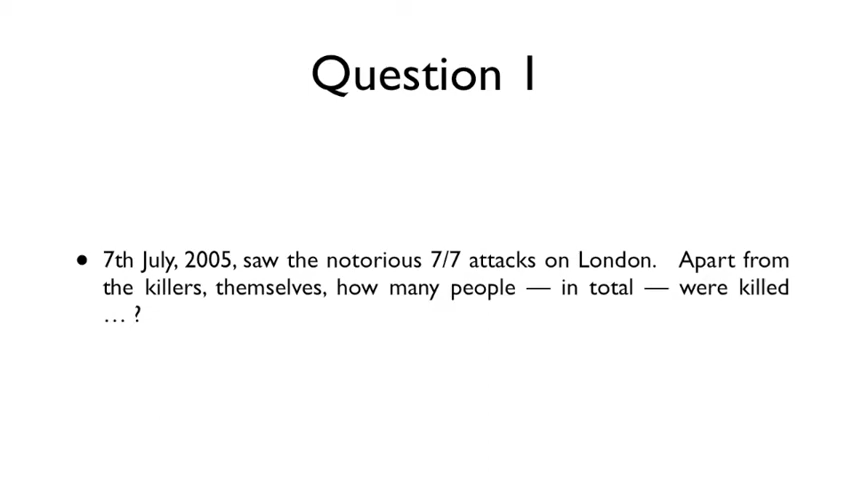 Question 1
• 7th July, 2005, saw the notorious 7/7 attacks on London. Apart from
the killers, themselves, how many people — in total — were killed
… ?